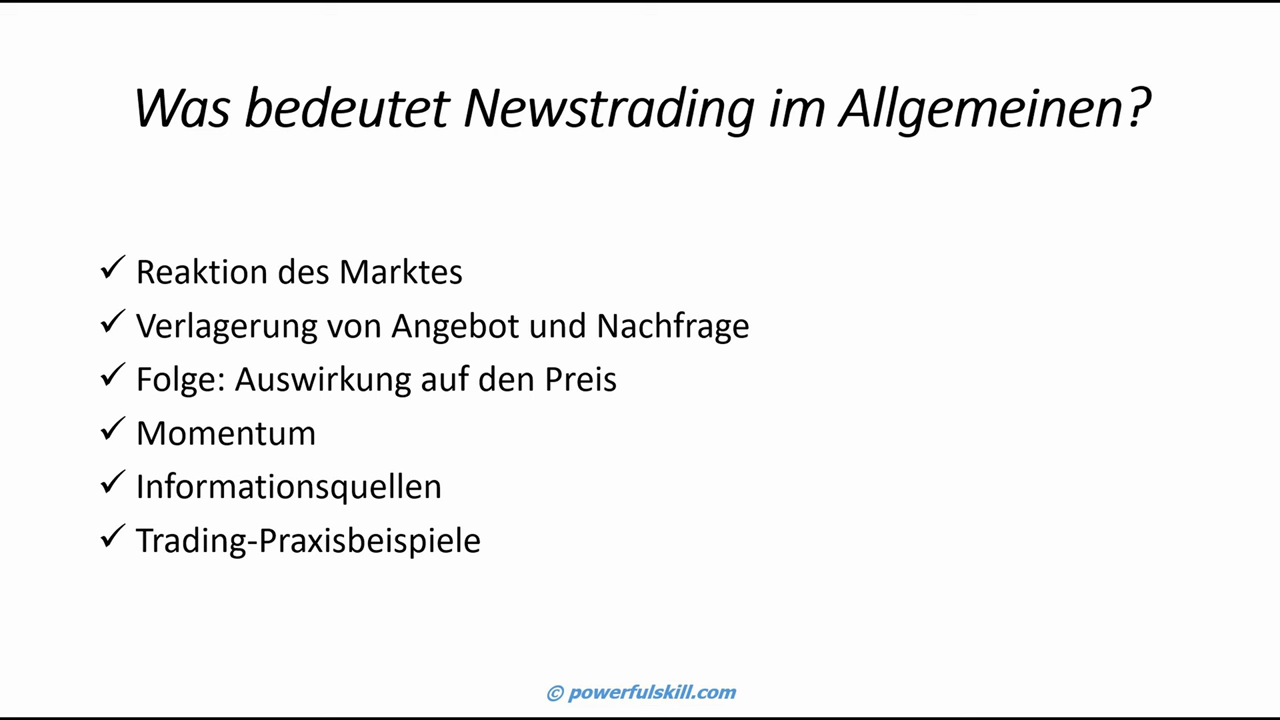 Was bedeutet Newstrading im Allgemeinen?
✓ Reaktion des Marktes
✓ Verlagerung von Angebot und Nachfrage
✓ Folge: Auswirkung auf den Preis
✓ Momentum
✓ Informationsquellen
✓ Trading-Praxisbeispiele
© powerfulskill.com